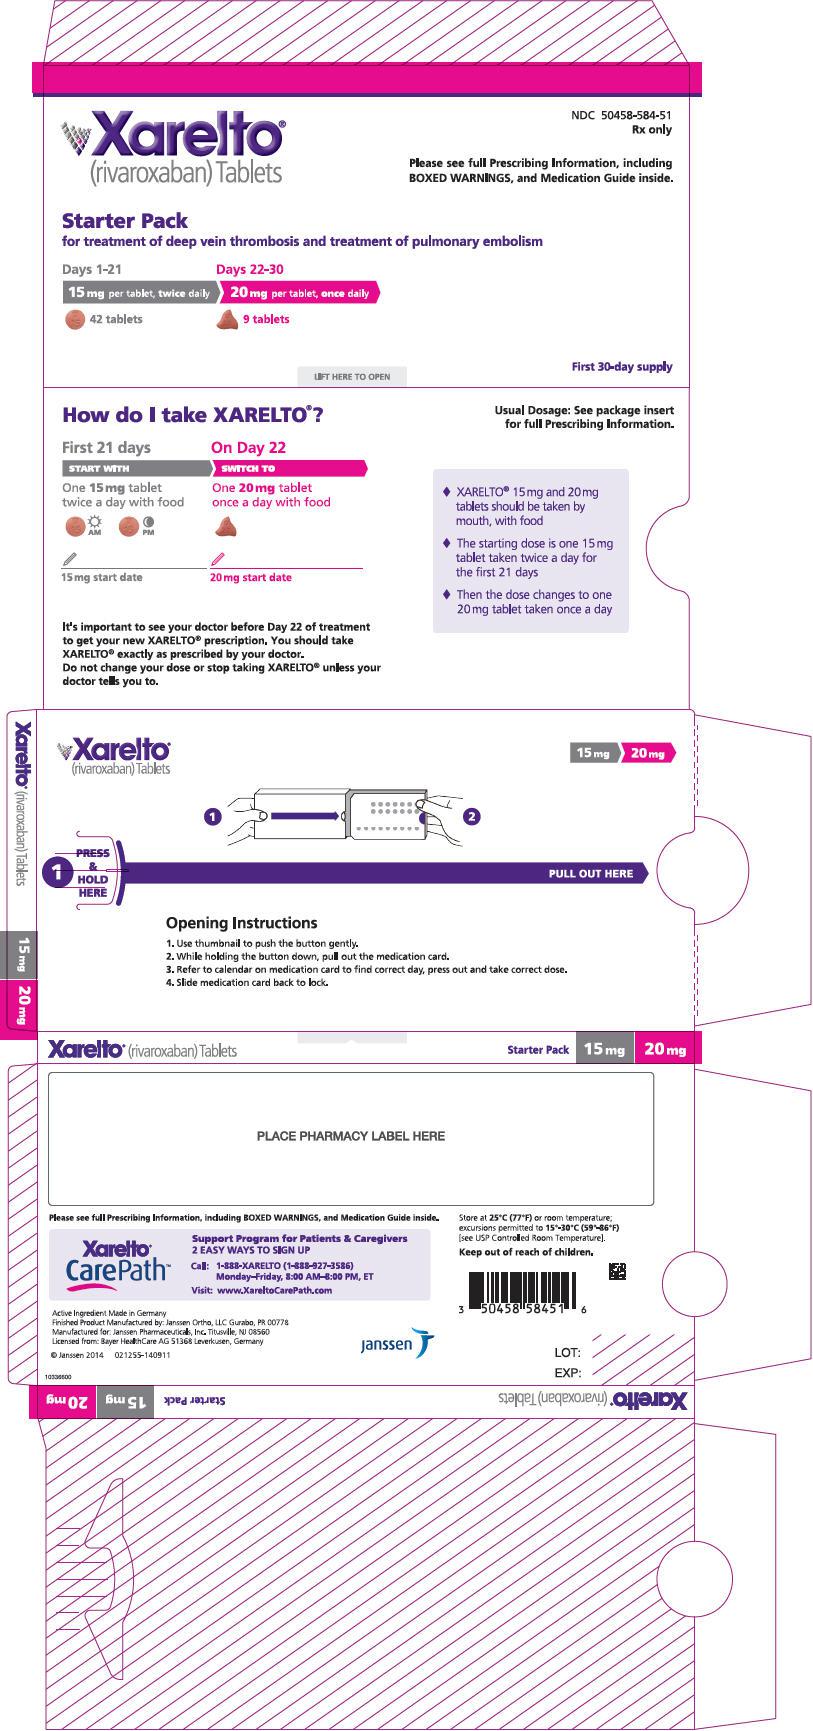 Xarelto®
(rivaroxaban) Tablets
NDC 50458-584-51
Rx only
Please see full Prescribing Information, including
BOXED WARNINGS, and Medication Guide inside.
Starter Pack
for treatment of deep vein thrombosis and treatment of pulmonary embolism
Days 1-21
Days 22-30
15 mg per tablet, twice daily
20 mg per tablet, once daily
42 tablets
9 tablets
LIFT HERE TO OPEN
First 30-day supply
How do I take XARELTO®?
Usual Dosage: See package insert
for full Prescribing Information.
First 21 days
On Day 22
START WITH
SWITCH TO
One 15 mg tablet
twice a day with food
One 20 mg tablet
once a day with food
AM
PM
15 mg start date
20 mg start date
♦ XARELTO® 15 mg and 20 mg
tablets should be taken by
mouth, with food
♦ The starting dose is one 15 mg
tablet taken twice a day for
the first 21 days
♦ Then the dose changes to one
20 mg tablet taken once a day
It's important to see your doctor before Day 22 of treatment
to get your new XARELTO® prescription. You should take
XARELTO® exactly as prescribed by your doctor.
Do not change your dose or stop taking XARELTO® unless your
doctor tells you to.
Xarelto® (rivaroxaban) Tablets
15 mg
20 mg
Xarelto®
(rivaroxaban) Tablets
15 mg
20 mg
1
2
1
PRESS
&
HOLD
HERE
PULL OUT HERE
Opening Instructions
1. Use thumbnail to push the button gently.
2. While holding the button down, pull out the medication card.
3. Refer to calendar on medication card to find correct day, press out and take correct dose.
4. Slide medication card back to lock.
Xarelto® (rivaroxaban) Tablets
Starter Pack 15 mg 20 mg
PLACE PHARMACY LABEL HERE
Please see full Prescribing Information, including BOXED WARNINGS, and Medication Guide inside.
Xarelto®
CarePath™
Support Program for Patients & Caregivers
2 EASY WAYS TO SIGN UP
Call: 1-888-XARELTO (1-888-927-3586)
Monday–Friday, 8:00 AM–8:00 PM, ET
Visit: www.XareltoCarePath.com
Store at 25°C (77°F) or room temperature;
excursions permitted to 15°-30°C (59°-86°F)
[see USP Controlled Room Temperature].
Keep out of reach of children.
3 50458 58451 6
Active Ingredient Made in Germany
Finished Product Manufactured by: Janssen Ortho, LLC Gurabo, PR 00778
Manufactured for: Janssen Pharmaceuticals, Inc. Titusville, NJ 08560
Licensed from: Bayer HealthCare AG 51368 Leverkusen, Germany
© Janssen 2014 021255-140911
janssen
LOT:
EXP:
10336600
Xarelto® (rivaroxaban) Tablets
Starter Pack 15 mg 20 mg